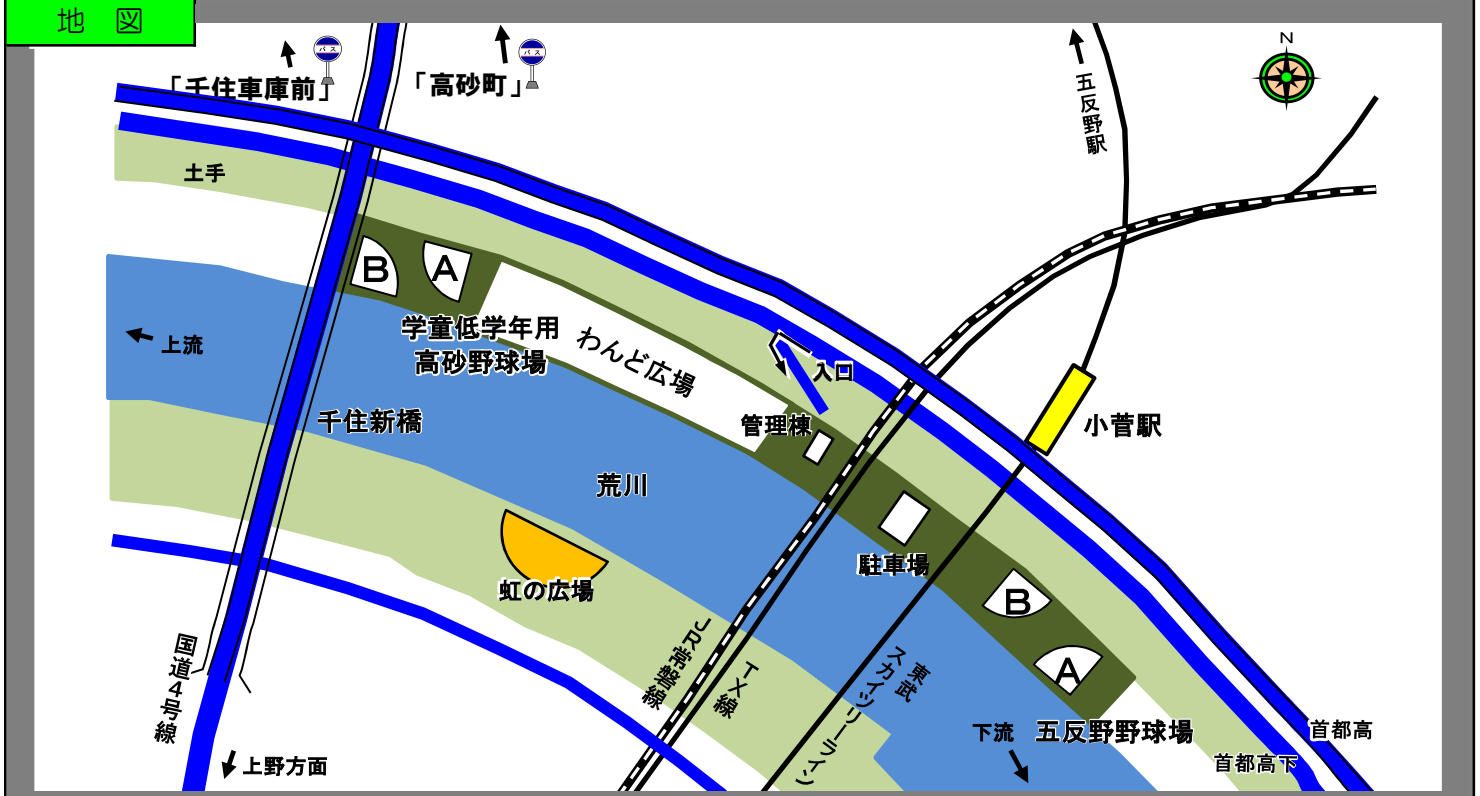 地 図
バス
バス
N
「千住車庫前」
「高砂町」
五反野駅
土手
B
A
学童低学年用
高砂野球場
わんど広場
上流
入口
千住新橋
管理棟
小菅駅
荒川
駐車場
虹の広場
B
A
国道4号線
JR常磐線
TX線
東武
スカイツリーライン
下流
五反野野球場
首都高
首都高下
上野方面